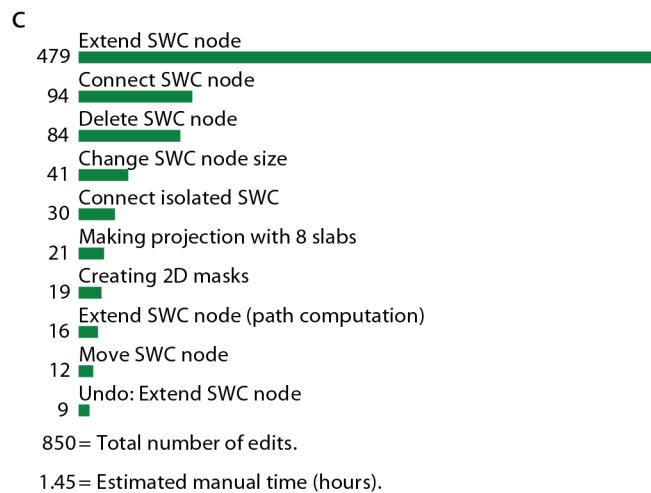 C
Extend SWC node
479
Connect SWC node
94
Delete SWC node
84
Change SWC node size
41
Connect isolated SWC
30
Making projection with 8 slabs
21
Creating 2D masks
19
Extend SWC node (path computation)
16
Move SWC node
12
Undo: Extend SWC node
9
850= Total number of edits.
1.45= Estimated manual time (hours).